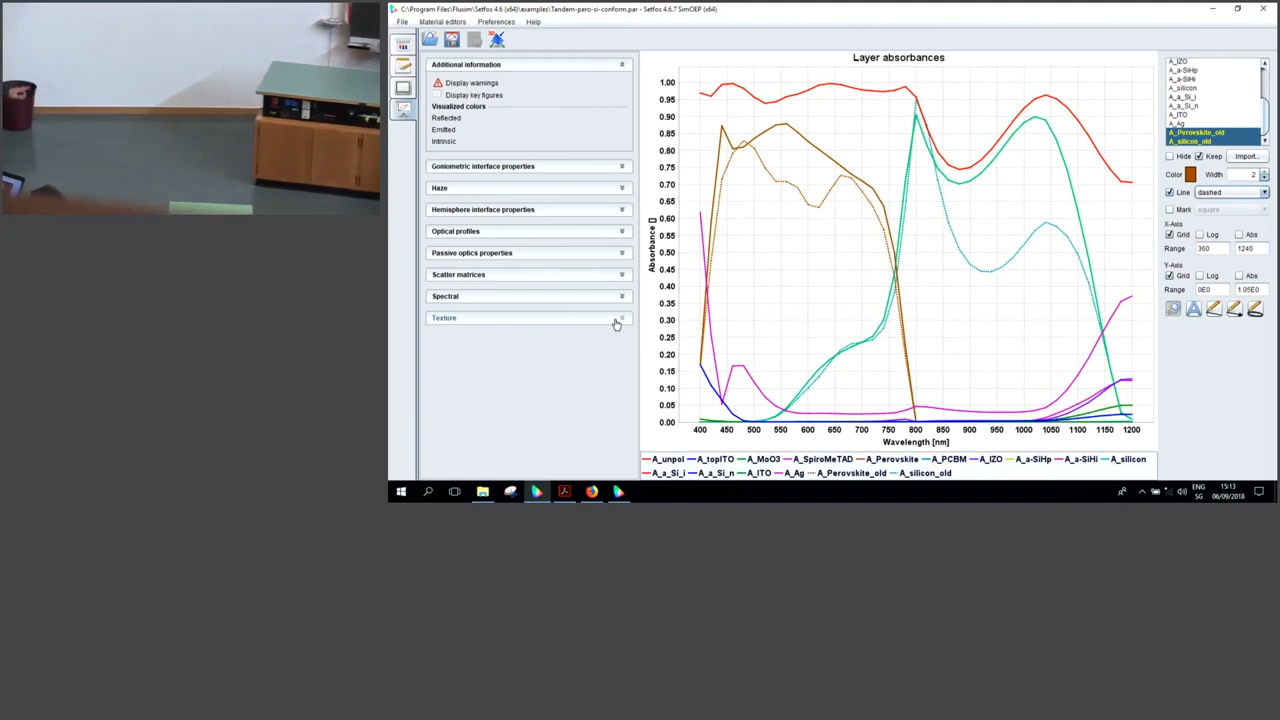 C:\Program Files\Fluxim\Setfos 4.6 (x64)\examples\Tandem-pero-si-conform.par - Setfos 4.6.7 SimOEP (x64)
File Material editors Preferences Help
Additional information
Display warnings
Display key figures
Visualized colors
Reflected
Emitted
Intrinsic
Goniometric interface properties
Haze
Hemisphere interface properties
Optical profiles
Passive optics properties
Scatter matrices
Spectral
Texture
Layer absorbances
1.00
0.95
0.90
0.85
0.80
0.75
0.70
0.65
0.60
0.55
0.50
0.45
0.40
0.35
0.30
0.25
0.20
0.15
0.10
0.05
0.00
Absorbance []
400 450 500 550 600 650 700 750 800 850 900 950 1000 1050 1100 1150 1200
Wavelength [nm]
A_unpol A_topITO A_MoO3 A_SpiroMeTAD A_Perovskite A_PCBM A_IZO A_a-SiHp A_a-SiHi A_silicon
A_a_Si_i A_a_Si_n A_ITO A_Ag A_Perovskite_old A_silicon_old
A_IZO
A_a-SiHp
A_a-SiHi
A_silicon
A_a_Si_i
A_a_Si_n
A_ITO
A_Ag
A_Perovskite_old
A_silicon_old
Hide Keep Import...
Color Width 2
Line dashed
Mark square
X-Axis
Grid Log Abs
Range 360 1240
Y-Axis
Grid Log Abs
Range 0E0 1.05E0
ENG
SG
15:13
06/09/2018